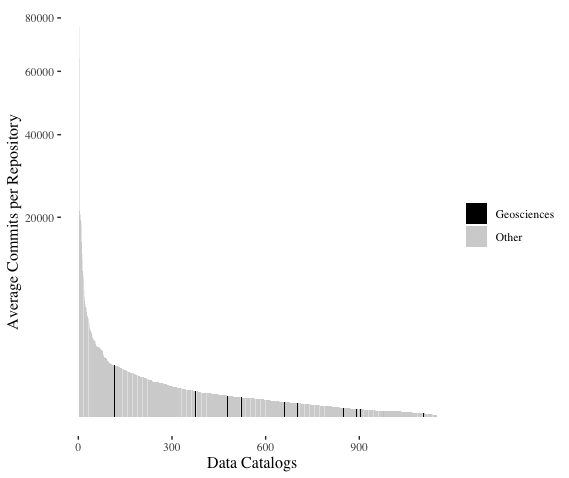 80000
60000
40000
20000
Average Commits per Repository
Geosciences
Other
0
300
600
900
Data Catalogs